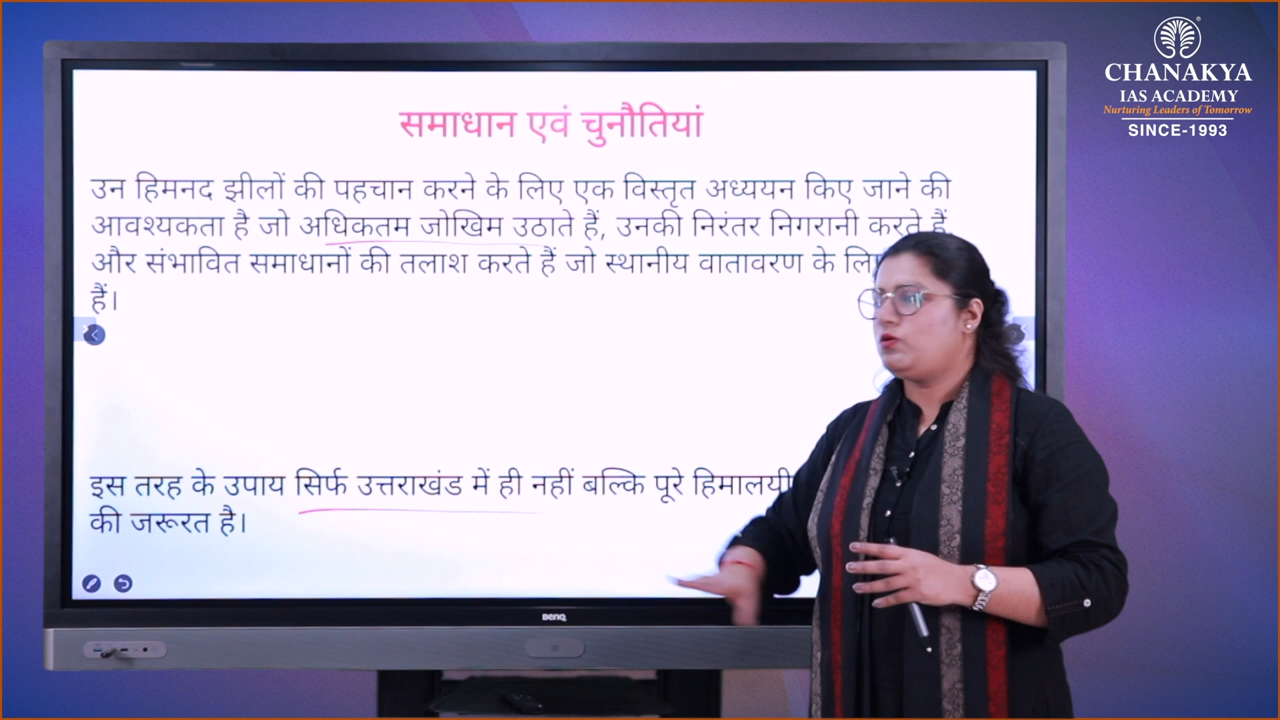 CHANAKYA
IAS ACADEMY
Nurturing Leaders of Tomorrow
SINCE-1993
समाधान एवं चुनौतियां
उन हिमनद झीलों की पहचान करने के लिए एक विस्तृत अध्ययन किए जाने की
आवश्यकता है जो अधिकतम जोखिम उठाते हैं, उनकी निरंतर निगरानी करते हैं
और संभावित समाधानों की तलाश करते हैं जो स्थानीय वातावरण के
हैं।
इस तरह के उपाय सिर्फ उत्तराखंड में ही नहीं बल्कि पूरे
की जरूरत है।
BenQ